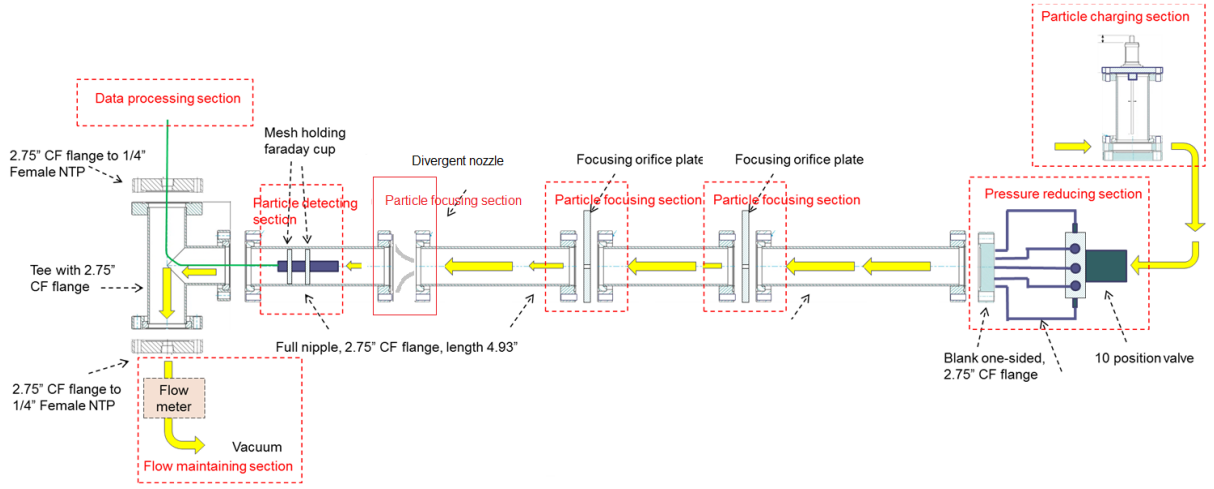 Particle charging section
Data processing section
Mesh holding
faraday cup
2.75” CF flange to 1/4”
Female NTP
Divergent nozzle
Focusing orifice plate
Focusing orifice plate
Particle detecting
section
Particle focusing section
Particle focusing section
Particle focusing section
Pressure reducing section
Tee with 2.75”
CF flange
Full nipple, 2.75” CF flange, length 4.93”
Blank one-sided,
2.75” CF flange
10 position valve
2.75” CF flange to
1/4” Female NTP
Flow
meter
Vacuum
Flow maintaining section